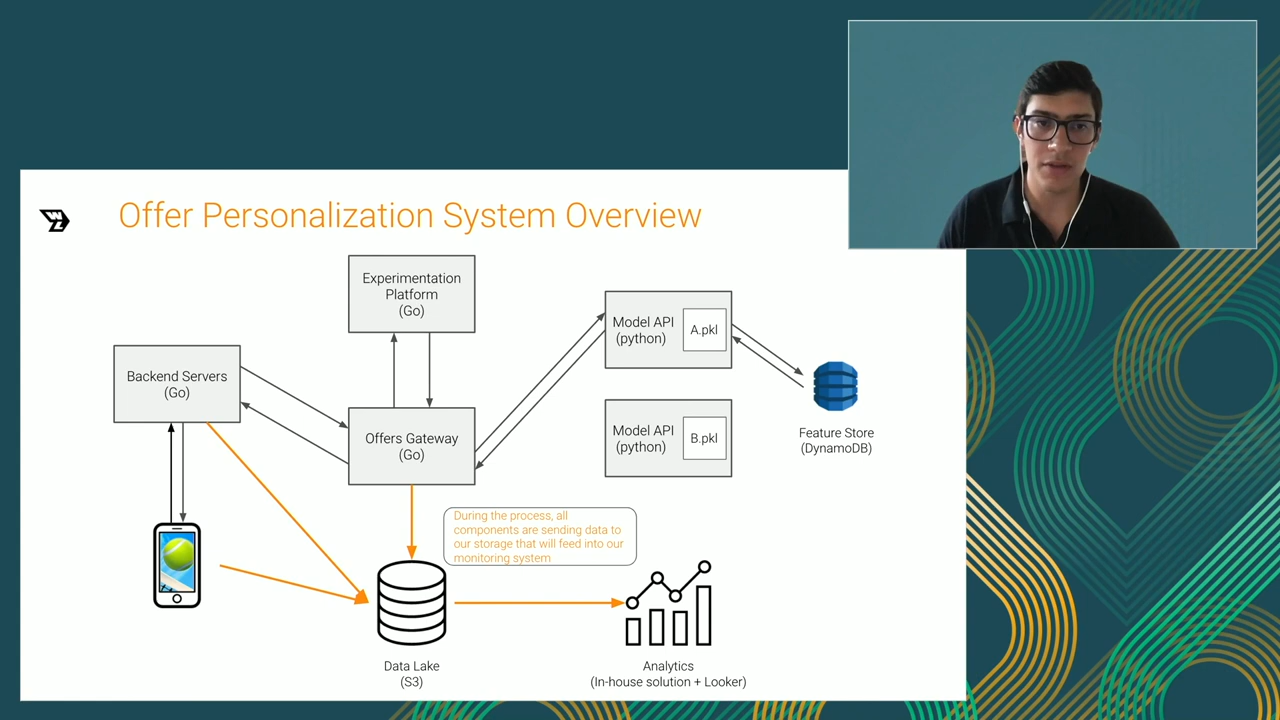 Offer Personalization System Overview
Experimentation
Platform
(Go)
Model API
(python)
A.pkl
Backend Servers
(Go)
Offers Gateway
(Go)
Model API
(python)
B.pkl
Feature Store
(DynamoDB)
During the process, all
components are sending data to
our storage that will feed into our
monitoring system
Data Lake
(S3)
Analytics
(In-house solution + Looker)